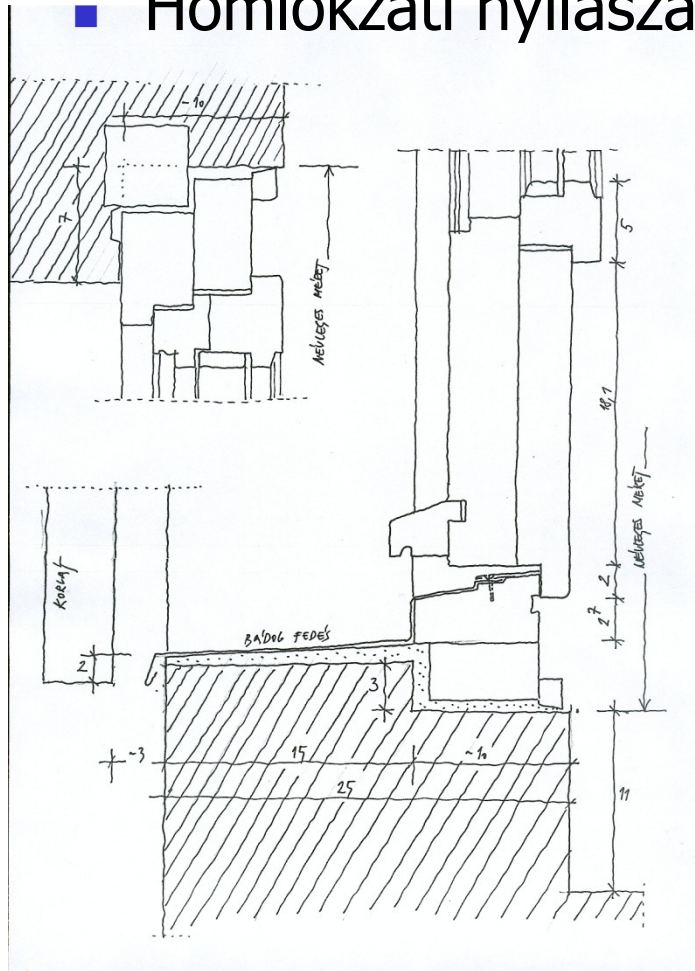 ▪ Homlokzati nyílászá
~10
7
NÉVLEGES MÉRET
5
18,1
NÉVLEGES MÉRET
KORLÁT
2
2⁷
BÁDOG FEDÉS
2
3
~3
15
~10
25
11